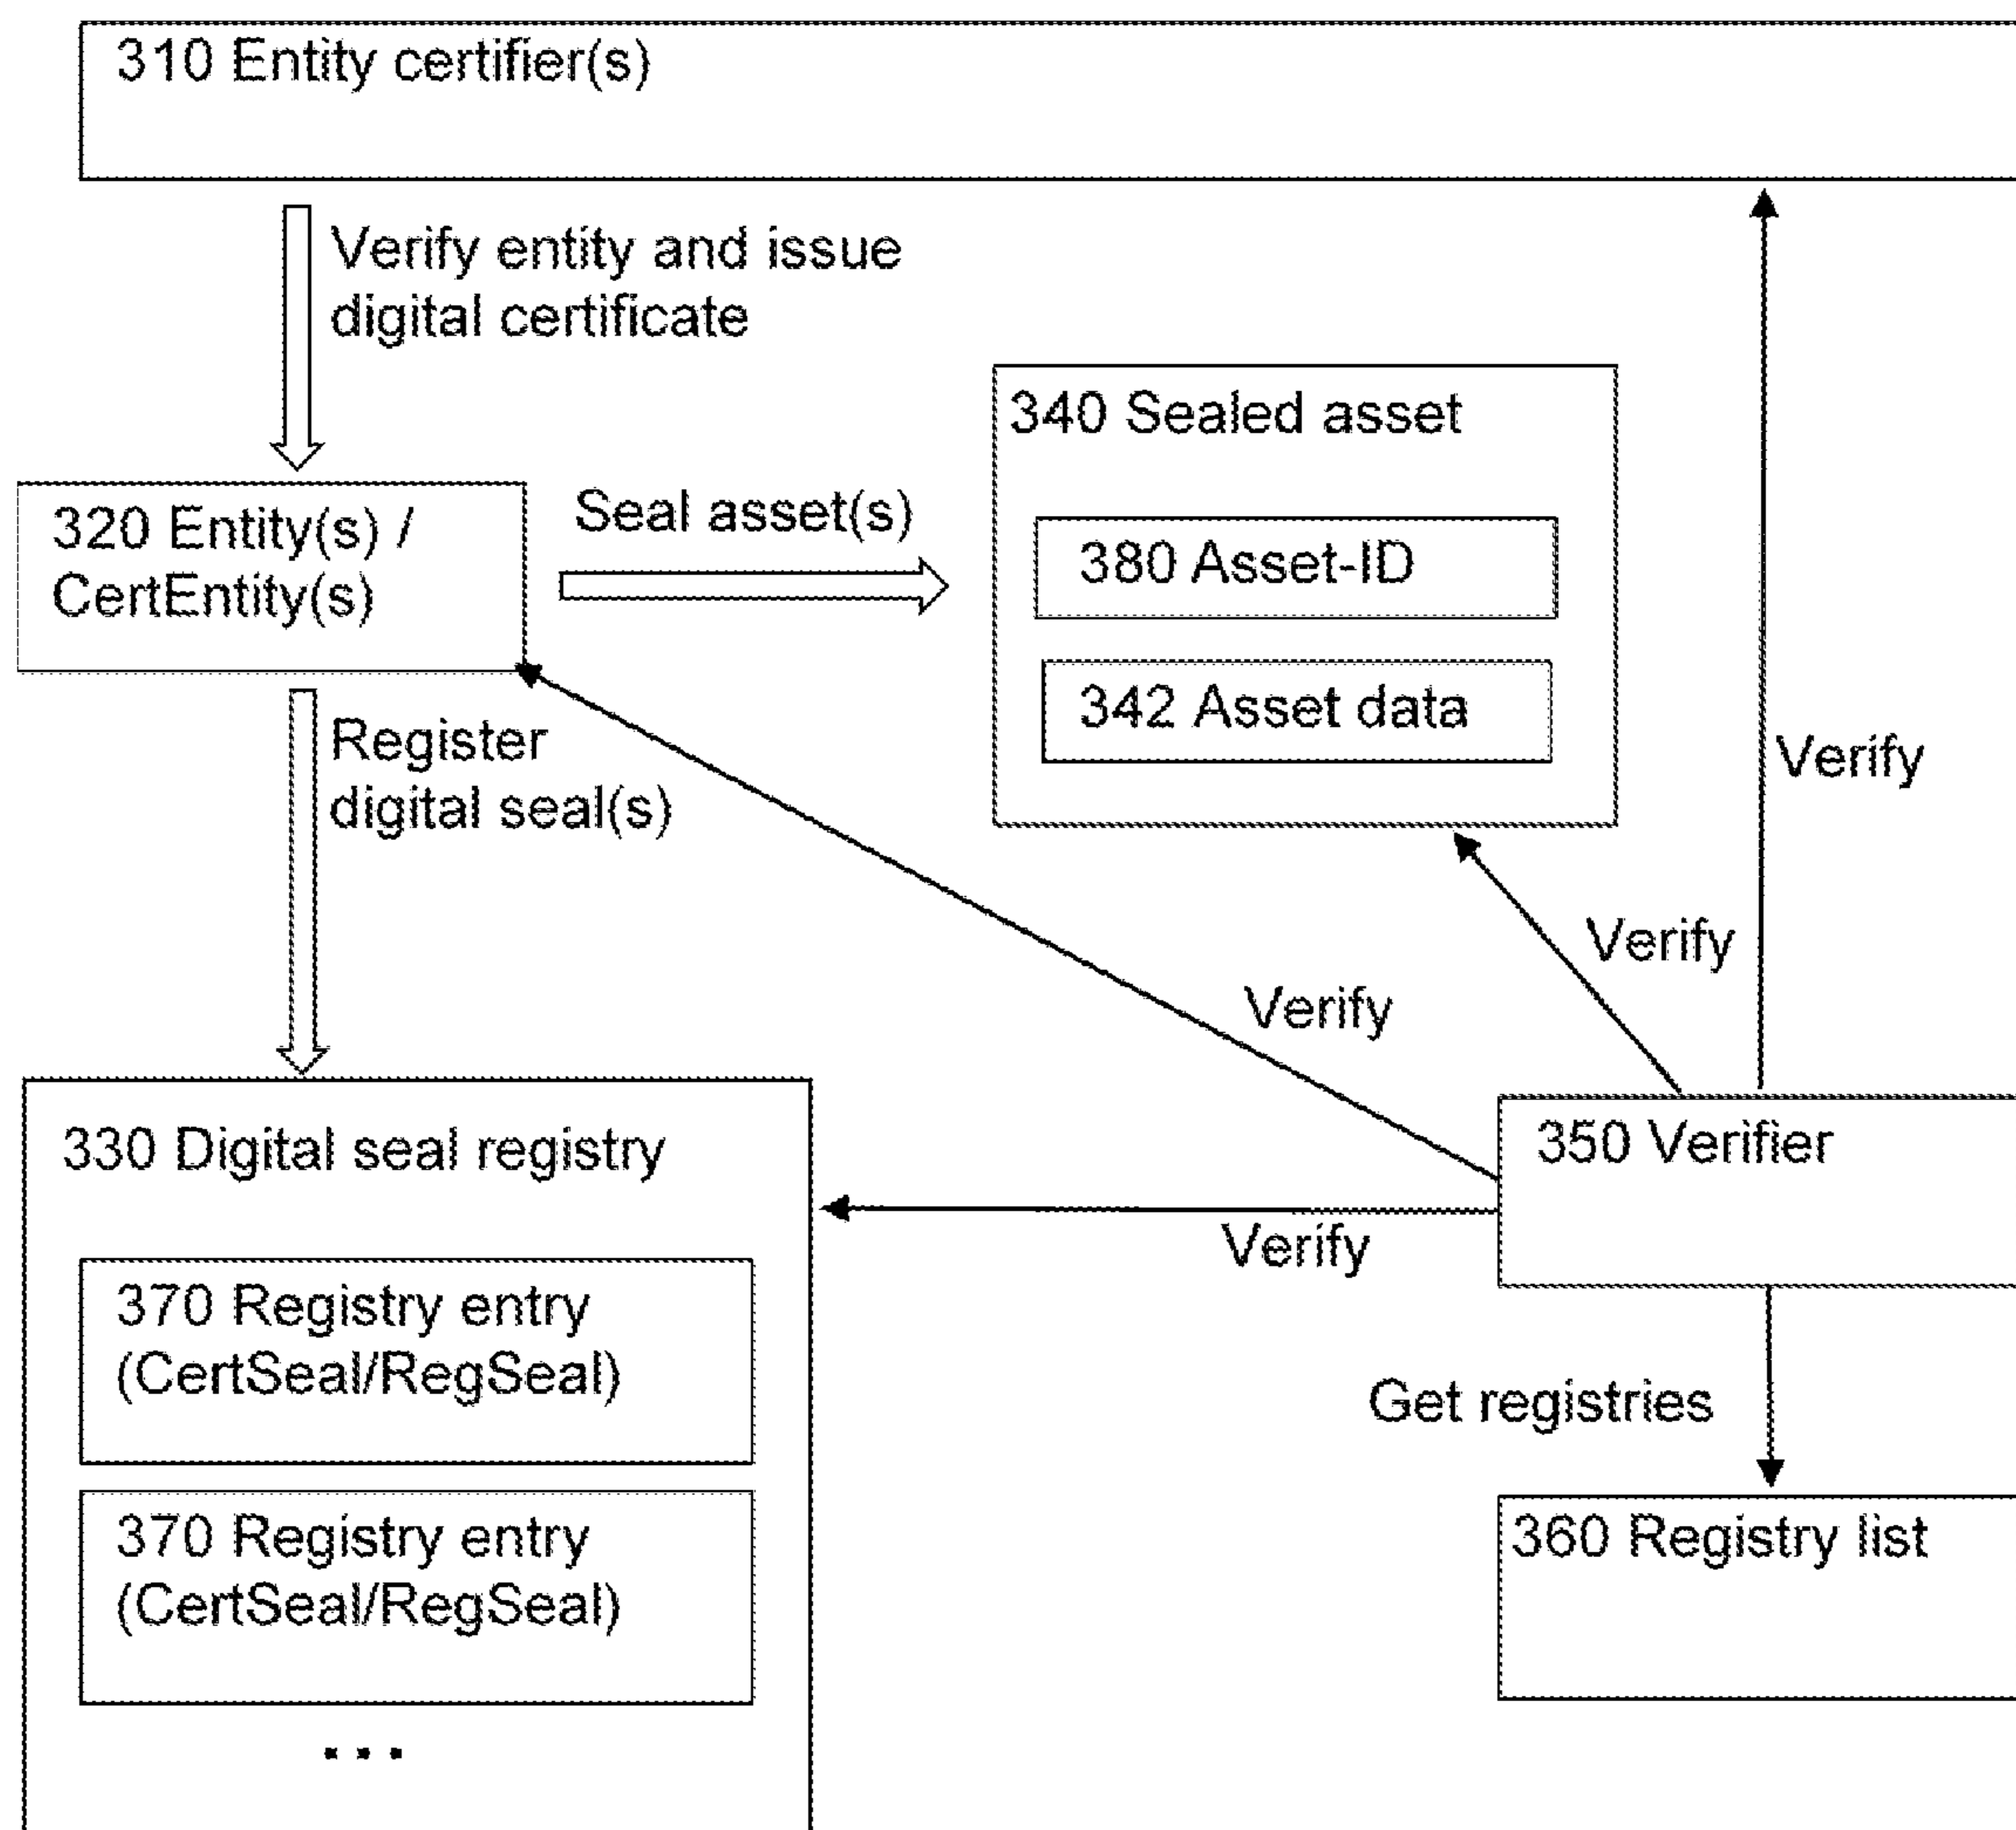 310 Entity certifier(s)
Verify entity and issue
digital certificate
340 Sealed asset
320 Entity(s) /
CertEntity(s)
Seal asset(s)
380 Asset-ID
342 Asset data
Register
digital seal(s)
Verify
Verify
Verify
330 Digital seal registry
350 Verifier
Verify
370 Registry entry
(CertSeal/RegSeal)
Get registries
370 Registry entry
(CertSeal/RegSeal)
360 Registry list
...